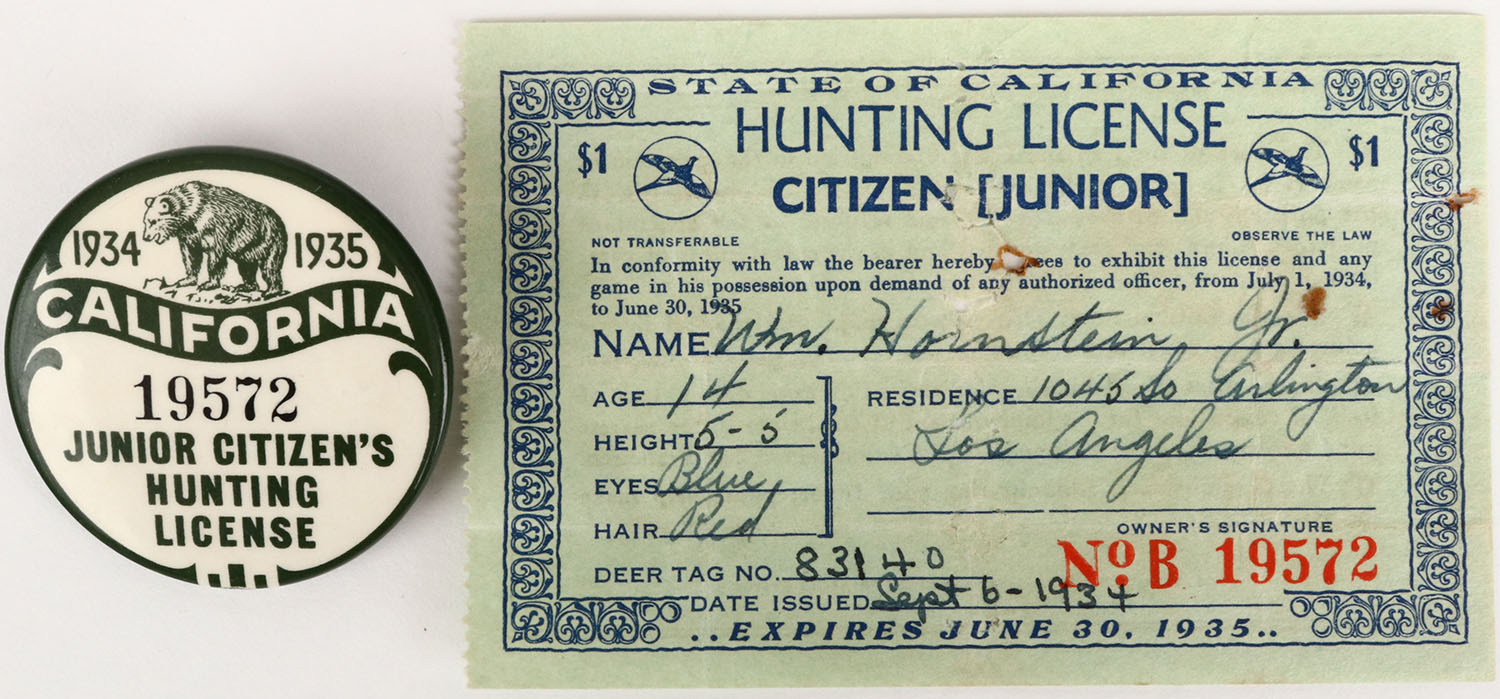 1934 1935
CALIFORNIA
19572
JUNIOR CITIZEN'S
HUNTING
LICENSE
STATE OF CALIFORNIA
HUNTING LICENSE
$1 $1
CITIZEN [JUNIOR]
NOT TRANSFERABLE OBSERVE THE LAW
In conformity with law the bearer hereby ees to exhibit this license and any
game in his possession upon demand of any authorized officer, from July 1, 1934,
to June 30, 1935
NAME Wm. Hornstein, Jr.
AGE 14 RESIDENCE 1045 So Arlington
HEIGHT 5-5 Los Angeles
EYES Blue
HAIR Red
OWNER'S SIGNATURE
DEER TAG NO. 83140 No B 19572
DATE ISSUED Sept 6-1934
..EXPIRES JUNE 30, 1935..